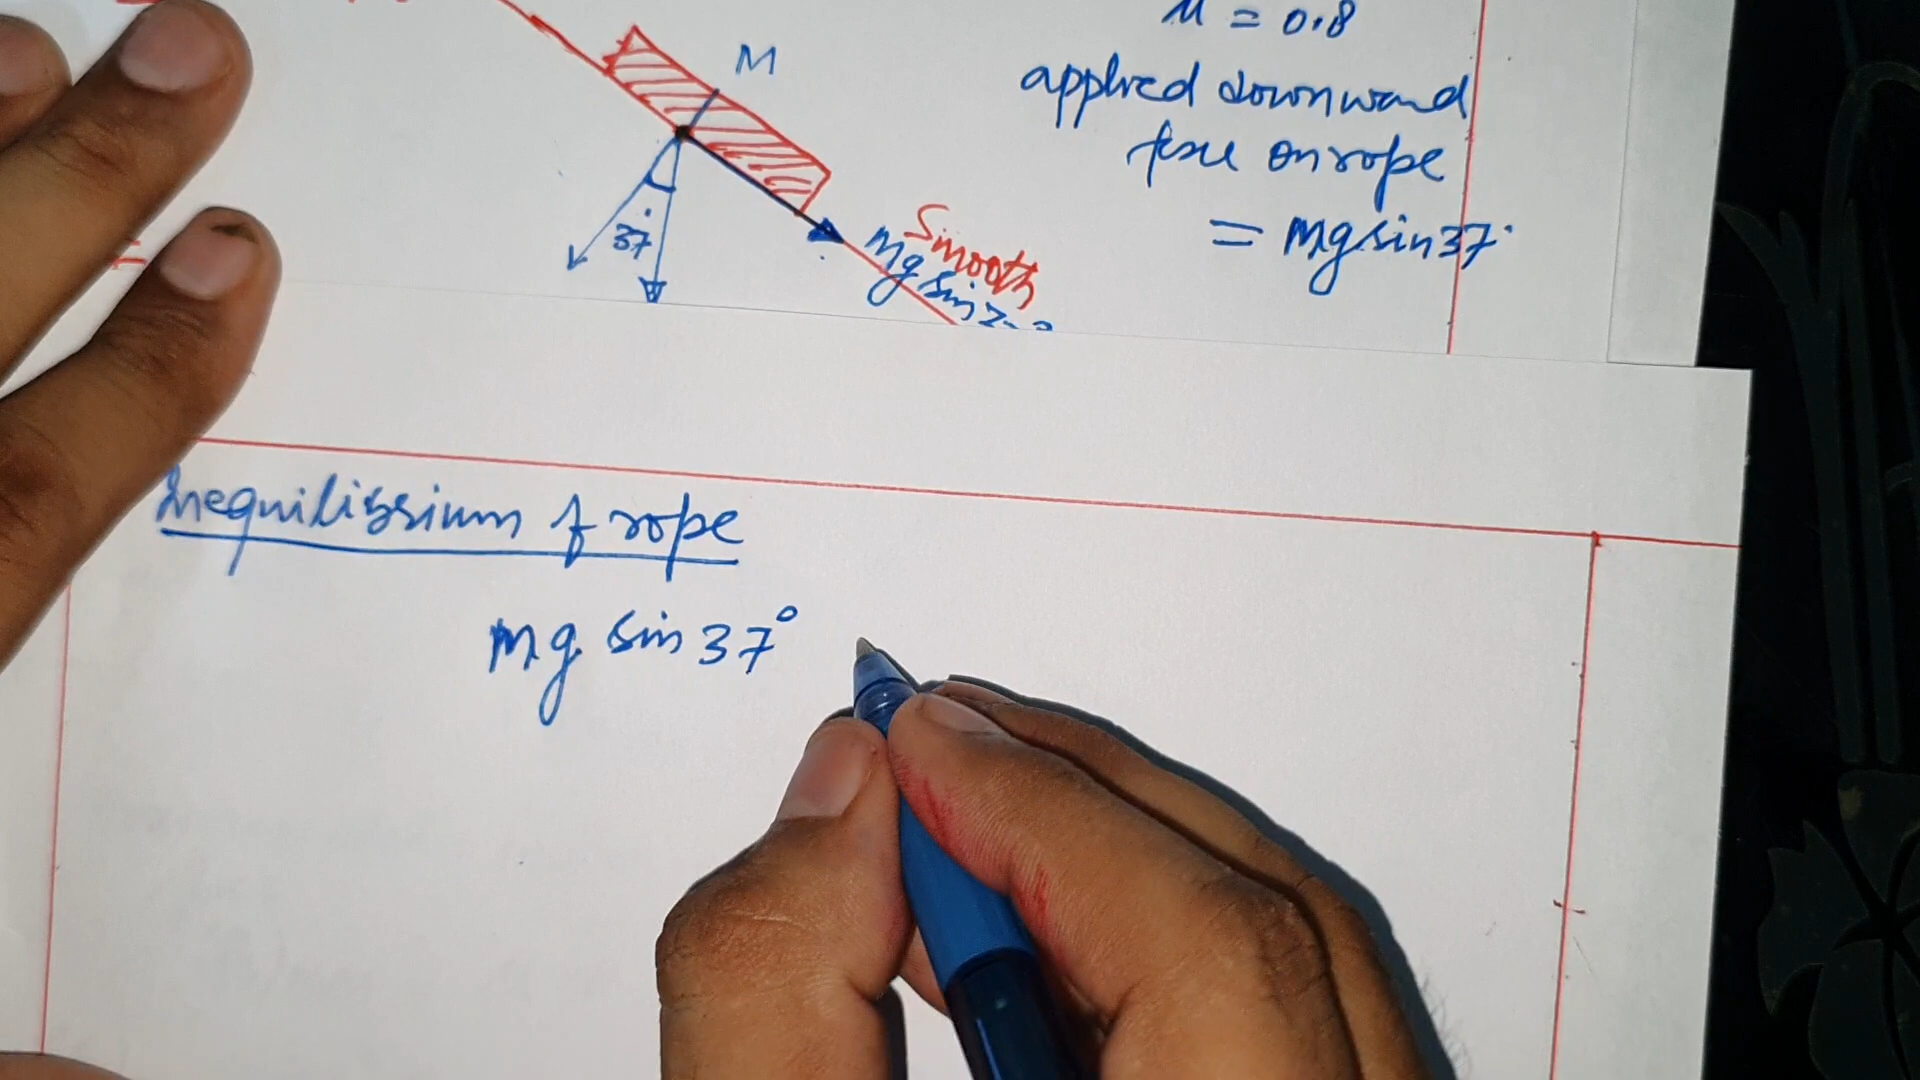 μ = 0.8
M
applied downward
force on rope
= Mg sin 37°
37°
Smooth
Mg sin
Inequilibrium of rope
Mg sin 37°